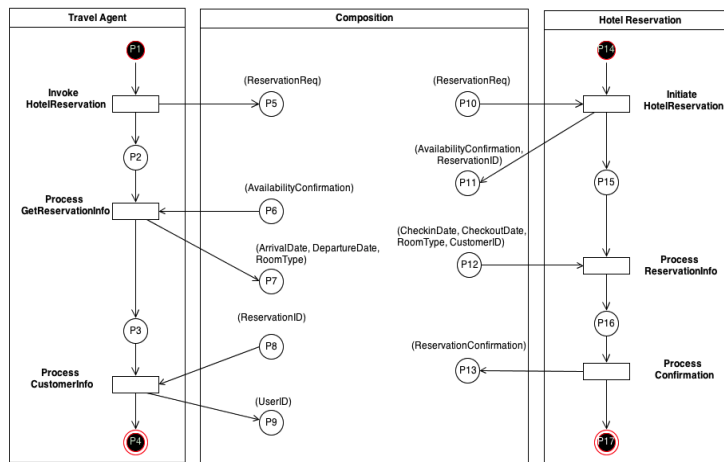 Travel Agent
Composition
Hotel Reservation
P1
P14
Invoke
HotelReservation
(ReservationReq)
P5
(ReservationReq)
P10
Initiate
HotelReservation
P2
(AvailabilityConfirmation,
ReservationID)
P11
P15
Process
GetReservationInfo
(AvailabilityConfirmation)
P6
(ArrivalDate, DepartureDate,
RoomType)
P7
(CheckinDate, CheckoutDate,
RoomType, CustomerID)
P12
Process
ReservationInfo
P3
(ReservationID)
P8
P16
(ReservationConfirmation)
P13
Process
Confirmation
Process
CustomerInfo
(UserID)
P9
P4
P17